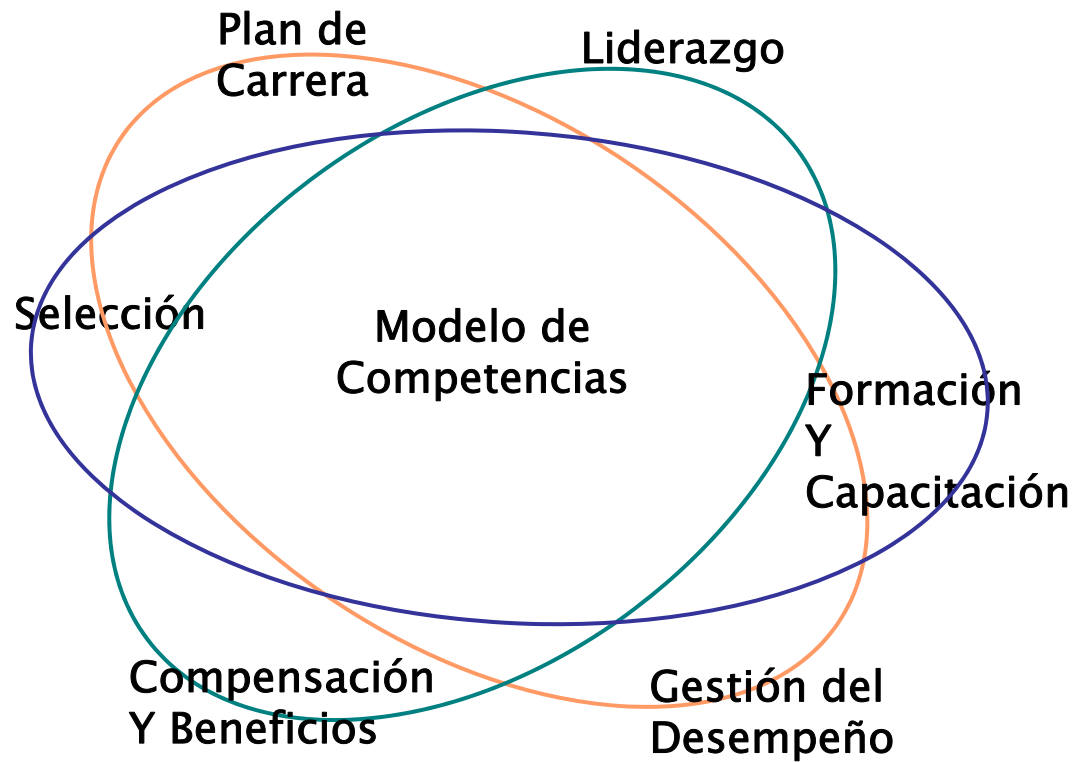 Plan de
Carrera
Liderazgo
Selección
Modelo de
Competencias
Formación
Y
Capacitación
Compensación
Y Beneficios
Gestión del
Desempeño